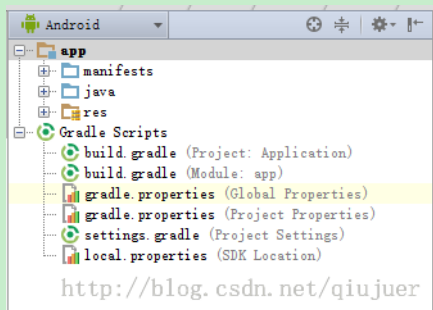 Android
app
manifests
java
res
Gradle Scripts
build.gradle (Project: Application)
build.gradle (Module: app)
gradle.properties (Global Properties)
gradle.properties (Project Properties)
settings.gradle (Project Settings)
local.properties (SDK Location)
http://blog.csdn.net/qiujuer